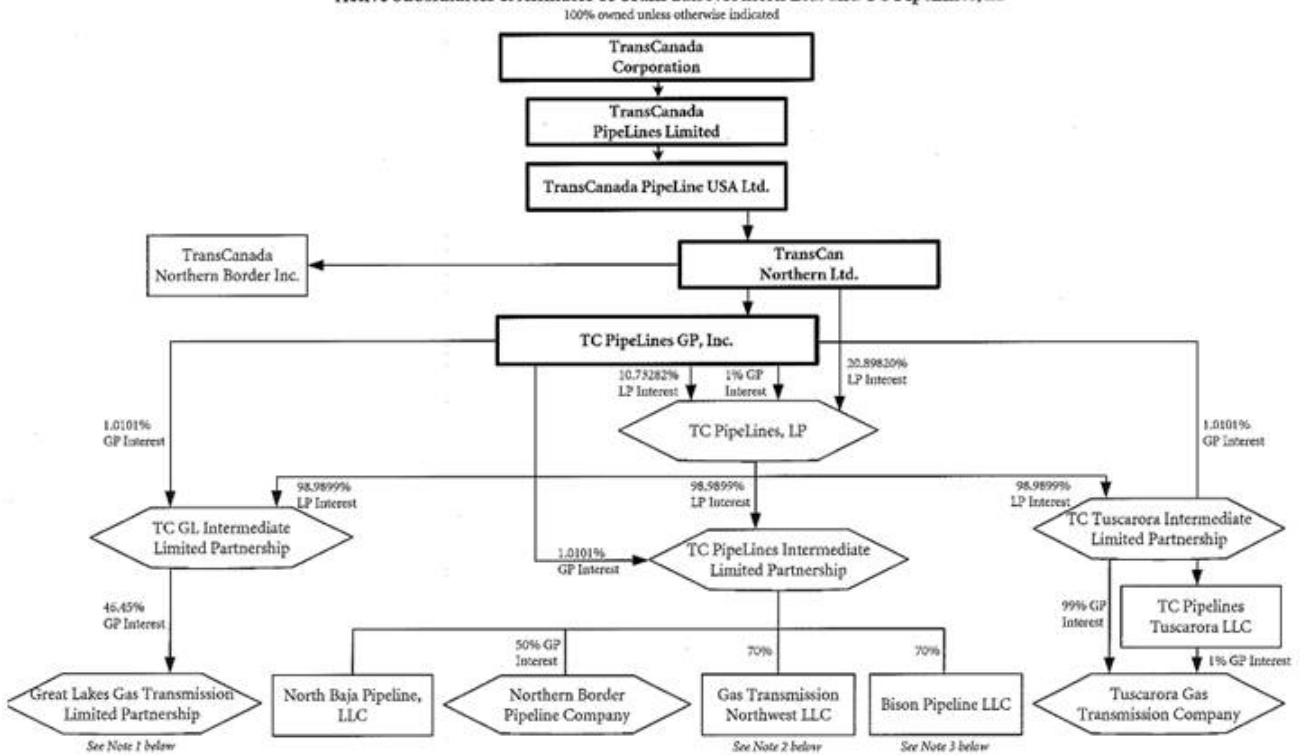 100% owned unless otherwise indicated
TransCanada
Corporation
TransCanada
PipeLines Limited
TransCanada PipeLine USA Ltd.
TransCanada
Northern Border Inc.
TransCan
Northern Ltd.
TC PipeLines GP, Inc.
10.73282%
LP Interest
1% GP
Interest
20.89820%
LP Interest
1.0101%
GP Interest
TC PipeLines, LP
1.0101%
GP Interest
98.9899%
LP Interest
98.9899%
LP Interest
98.9899%
LP Interest
TC GL Intermediate
Limited Partnership
1.0101%
GP Interest
TC PipeLines Intermediate
Limited Partnership
TC Tuscarora Intermediate
Limited Partnership
46.45%
GP Interest
99% GP
Interest
TC Pipelines
Tuscarora LLC
50% GP
Interest
70%
70%
1% GP Interest
Great Lakes Gas Transmission
Limited Partnership
North Baja Pipeline,
LLC
Northern Border
Pipeline Company
Gas Transmission
Northwest LLC
Bison Pipeline LLC
Tuscarora Gas
Transmission Company
See Note 1 below
See Note 2 below
See Note 3 below